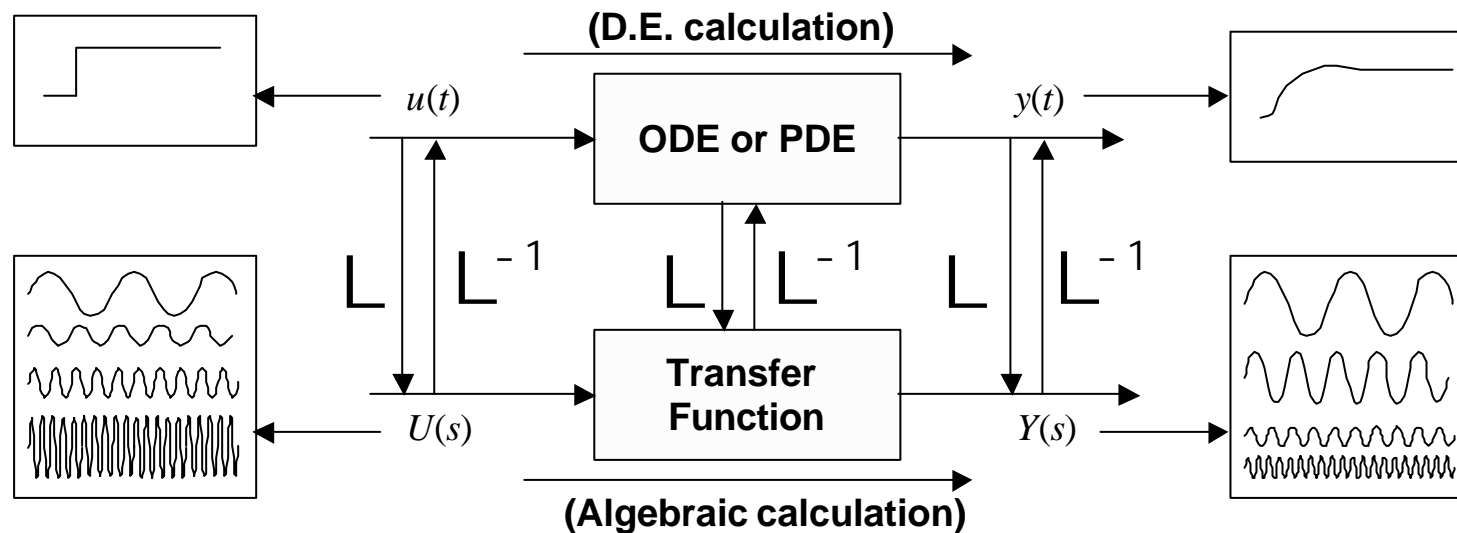 (D.E. calculation)
u(t)
y(t)
ODE or PDE
L
L⁻¹
L
L⁻¹
L
L⁻¹
Transfer
Function
U(s)
Y(s)
(Algebraic calculation)